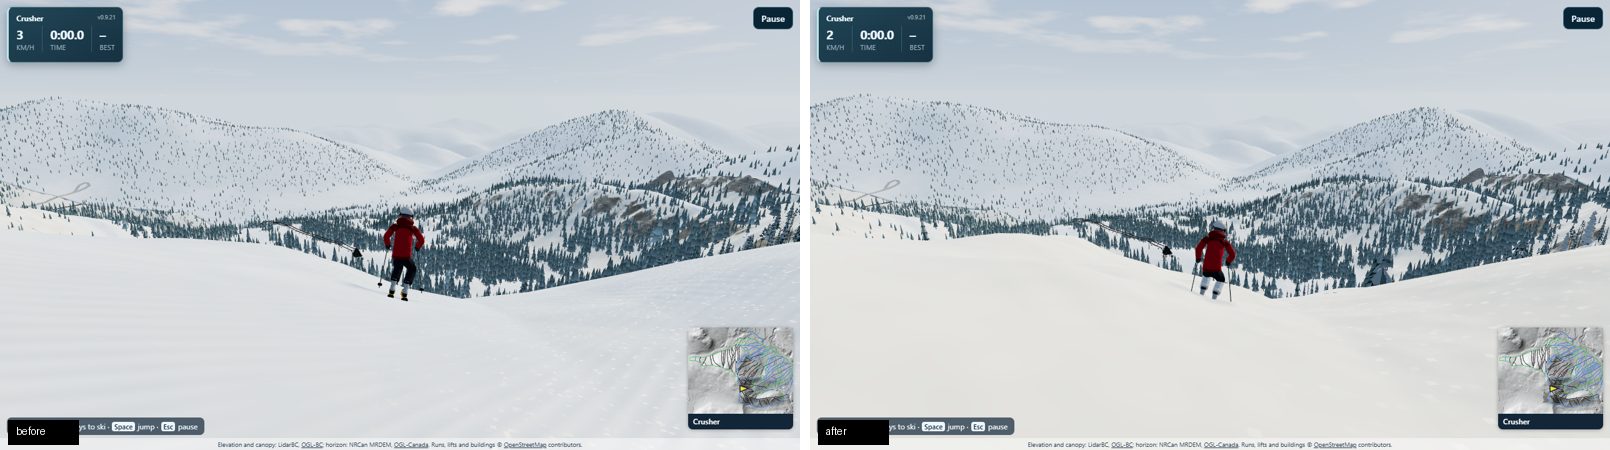 Crusher v0.9.21
3 0:00.0 –
KM/H TIME BEST
Pause
before
ys to ski · Space jump · Esc pause
Crusher
Elevation and canopy: LidarBC, OGL-BC; horizon: NRCan MRDEM, OGL-Canada. Runs, lifts and buildings © OpenStreetMap contributors.
Crusher v0.9.21
2 0:00.0 –
KM/H TIME BEST
Pause
after
ys to ski · Space jump · Esc pause
Crusher
Elevation and canopy: LidarBC, OGL-BC; horizon: NRCan MRDEM, OGL-Canada. Runs, lifts and buildings © OpenStreetMap contributors.